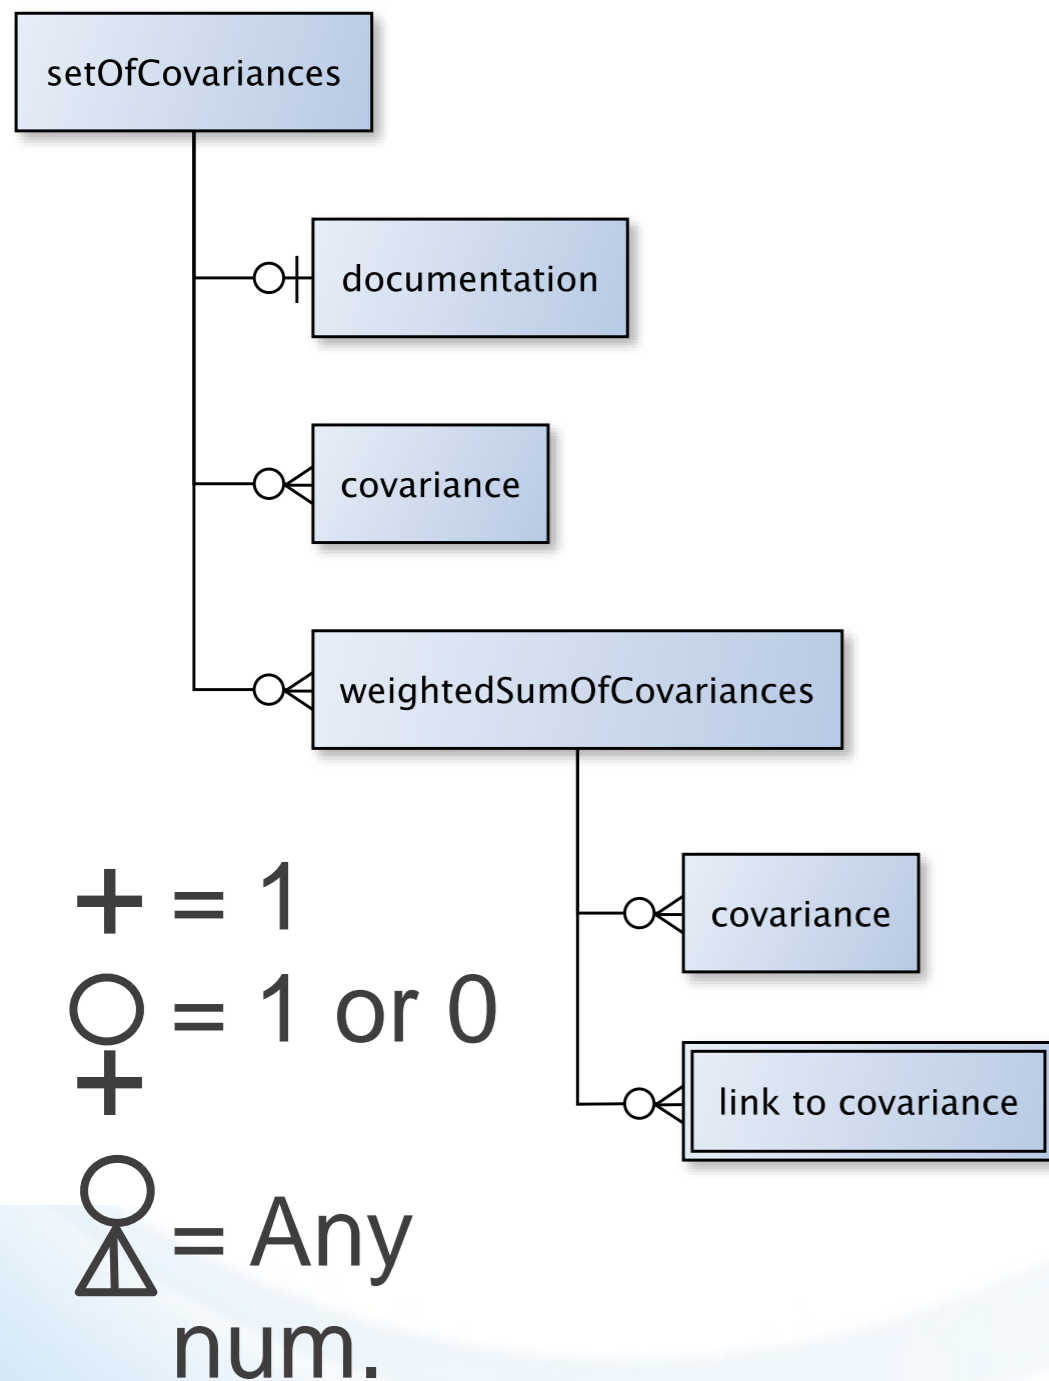 setOfCovariances
documentation
covariance
weightedSumOfCovariances
covariance
link to covariance
= 1
= 1 or 0
= Any
num.